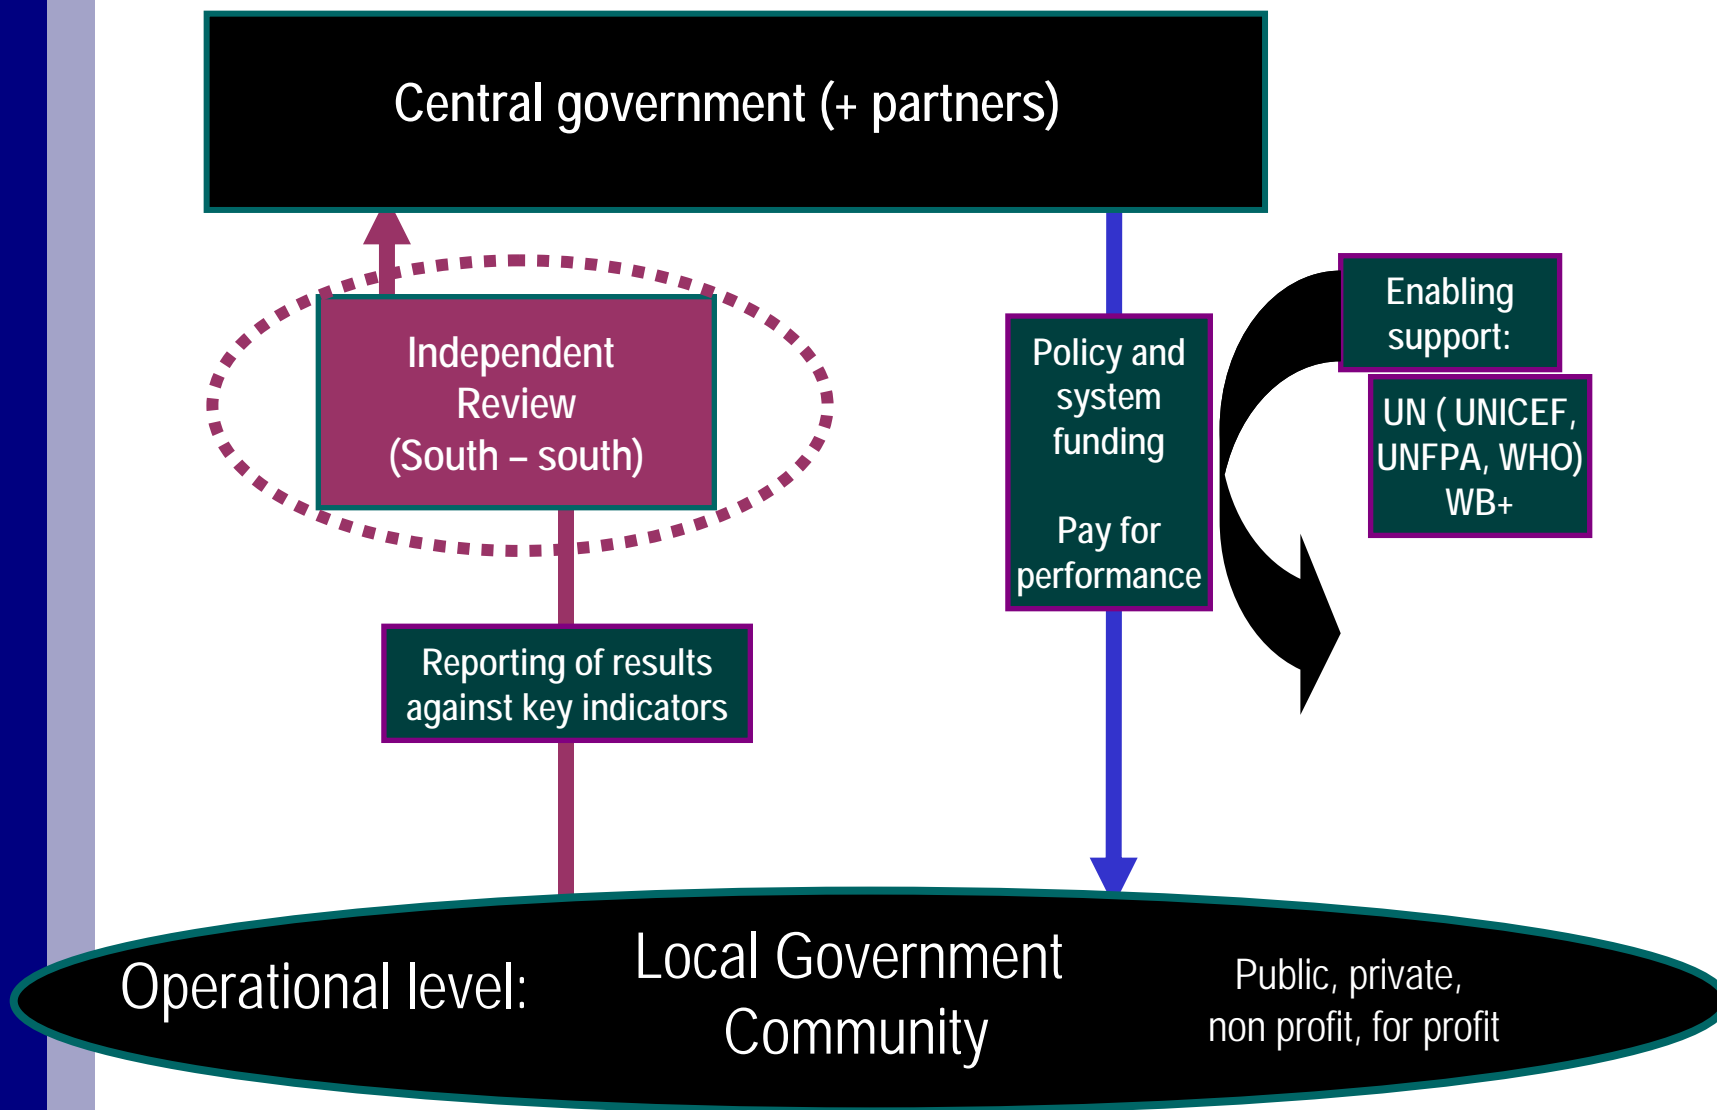 Central government (+ partners)
Independent
Review
(South – south)
Policy and
system
funding
Pay for
performance
Enabling
support:
UN ( UNICEF,
UNFPA, WHO)
WB+
Reporting of results
against key indicators
Operational level:
Local Government
Community
Public, private,
non profit, for profit